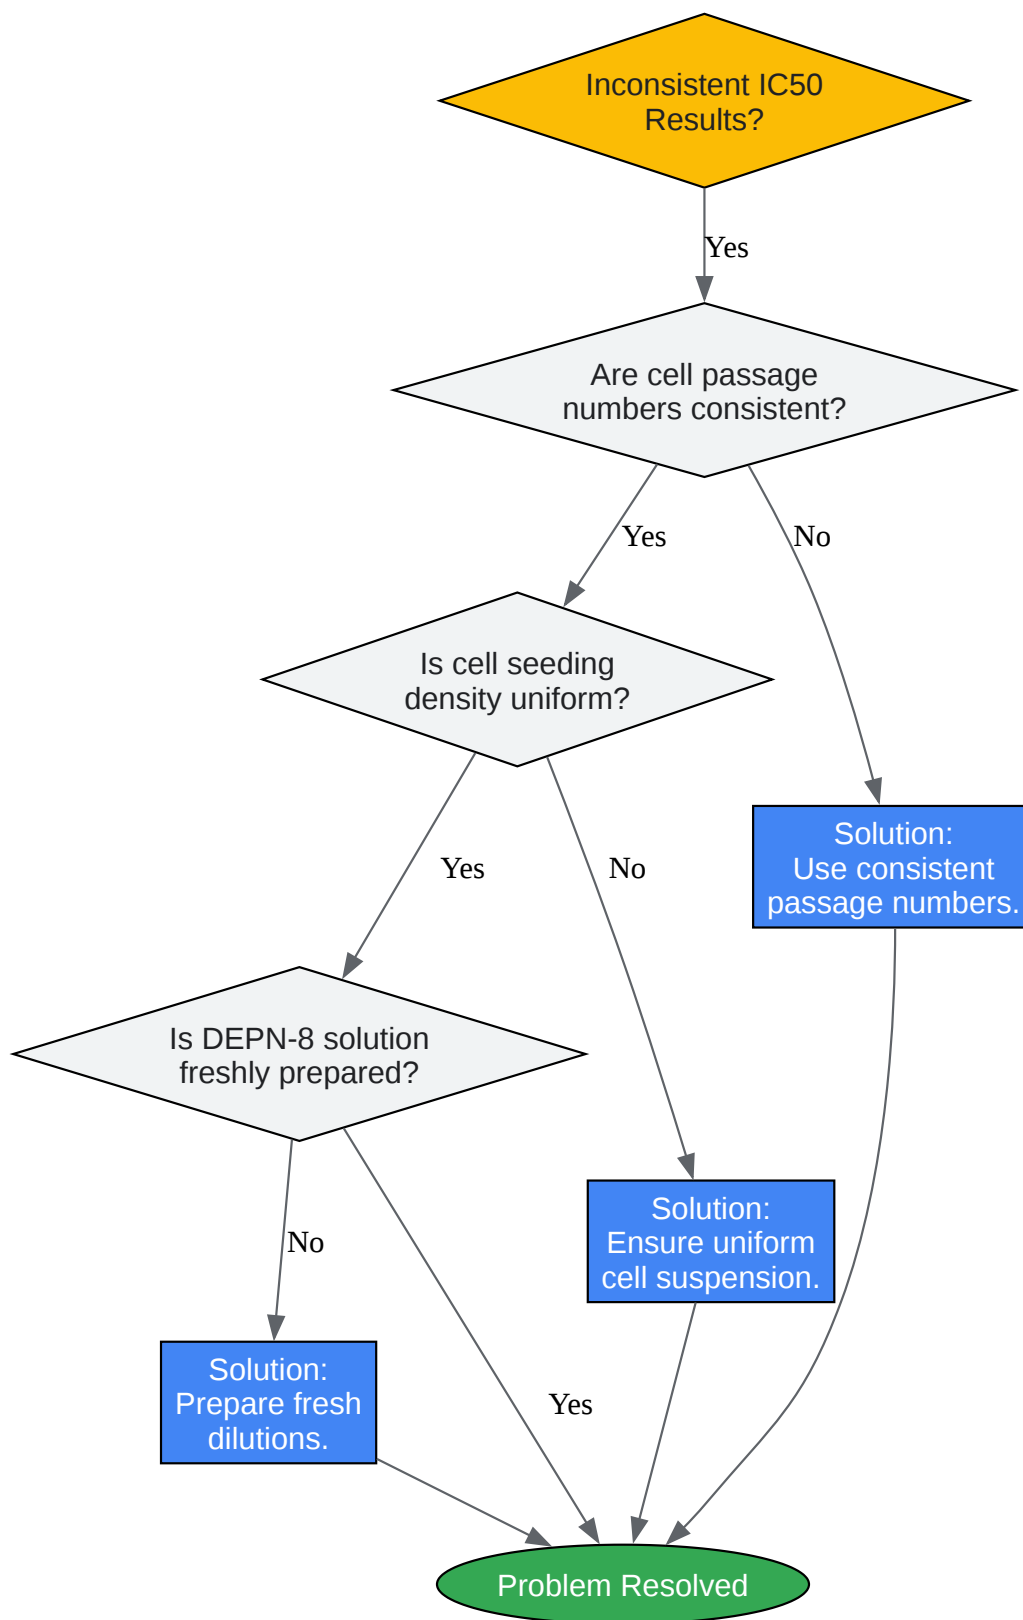 Inconsistent IC50
Results?
Yes
Are cell passage
numbers consistent?
Yes
No
Is cell seeding
density uniform?
Solution:
Use consistent
passage numbers.
Yes
No
Is DEPN-8 solution
freshly prepared?
Solution:
Ensure uniform
cell suspension.
No
Yes
Solution:
Prepare fresh
dilutions.
Problem Resolved